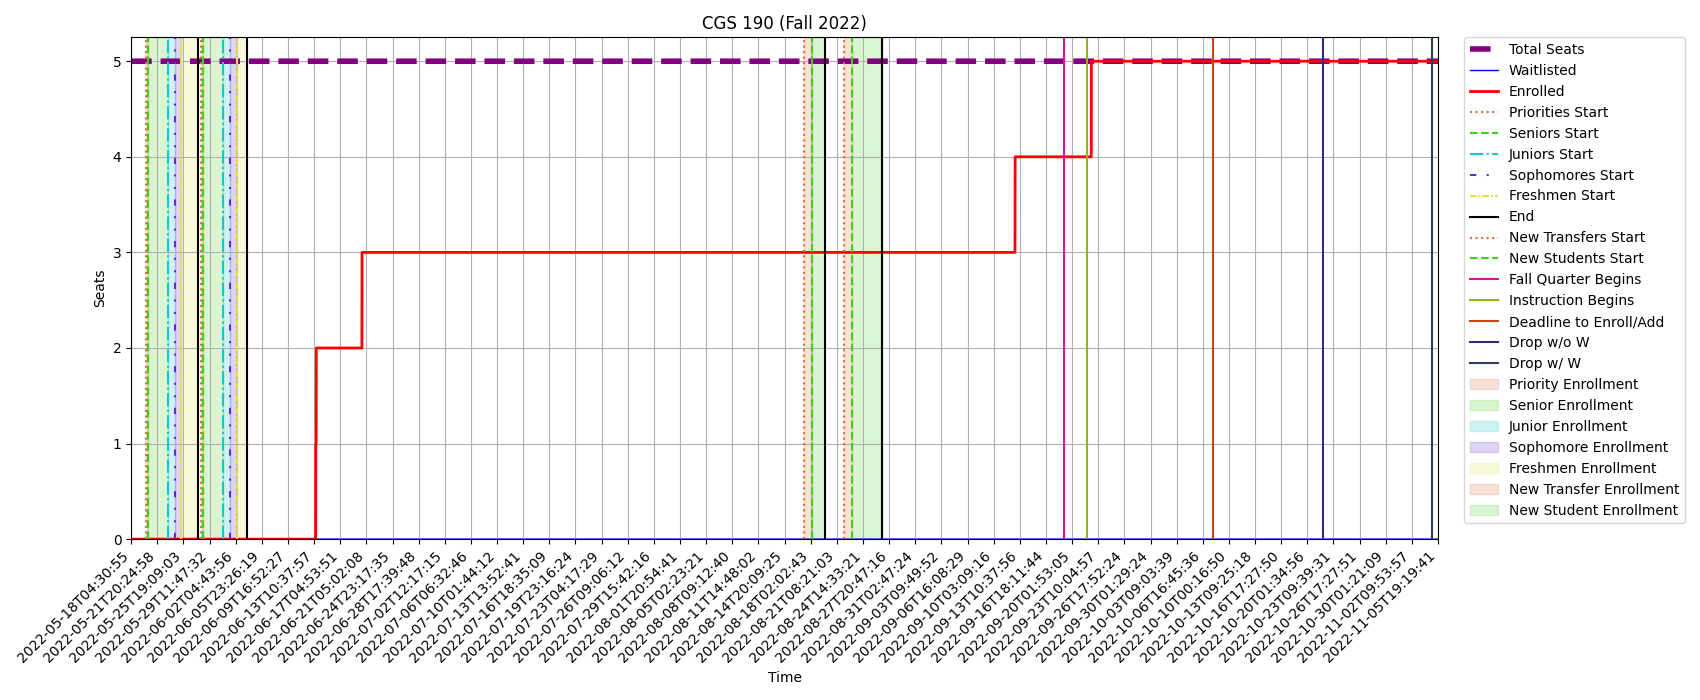 CGS 190 (Fall 2022)
Seats
5
4
3
2
1
0
2022-05-18T04:30:55
2022-05-21T20:24:58
2022-05-25T19:09:03
2022-05-29T11:47:32
2022-06-02T04:43:56
2022-06-05T23:26:19
2022-06-09T16:52:27
2022-06-13T10:37:57
2022-06-17T04:53:51
2022-06-21T05:02:08
2022-06-24T23:17:35
2022-06-28T17:39:48
2022-07-02T12:17:15
2022-07-06T06:32:46
2022-07-10T01:44:12
2022-07-13T13:52:41
2022-07-16T18:35:09
2022-07-19T23:16:24
2022-07-23T04:17:29
2022-07-26T09:06:12
2022-07-29T15:42:16
2022-08-01T20:54:41
2022-08-05T02:23:21
2022-08-08T09:12:40
2022-08-11T14:48:02
2022-08-14T20:09:25
2022-08-18T02:02:43
2022-08-21T08:21:03
2022-08-24T14:33:21
2022-08-27T20:47:16
2022-08-31T02:47:24
2022-09-03T09:49:52
2022-09-06T16:08:29
2022-09-10T03:09:16
2022-09-13T10:37:56
2022-09-16T18:11:44
2022-09-20T01:53:05
2022-09-23T10:04:57
2022-09-26T17:52:24
2022-09-30T01:29:24
2022-10-03T09:03:39
2022-10-06T16:45:36
2022-10-10T00:16:50
2022-10-13T09:25:18
2022-10-16T17:27:50
2022-10-20T01:34:56
2022-10-23T09:39:31
2022-10-26T17:27:51
2022-10-30T01:21:09
2022-11-02T09:53:57
2022-11-05T19:19:41
Time
Total Seats
Waitlisted
Enrolled
Priorities Start
Seniors Start
Juniors Start
Sophomores Start
Freshmen Start
End
New Transfers Start
New Students Start
Fall Quarter Begins
Instruction Begins
Deadline to Enroll/Add
Drop w/o W
Drop w/ W
Priority Enrollment
Senior Enrollment
Junior Enrollment
Sophomore Enrollment
Freshmen Enrollment
New Transfer Enrollment
New Student Enrollment